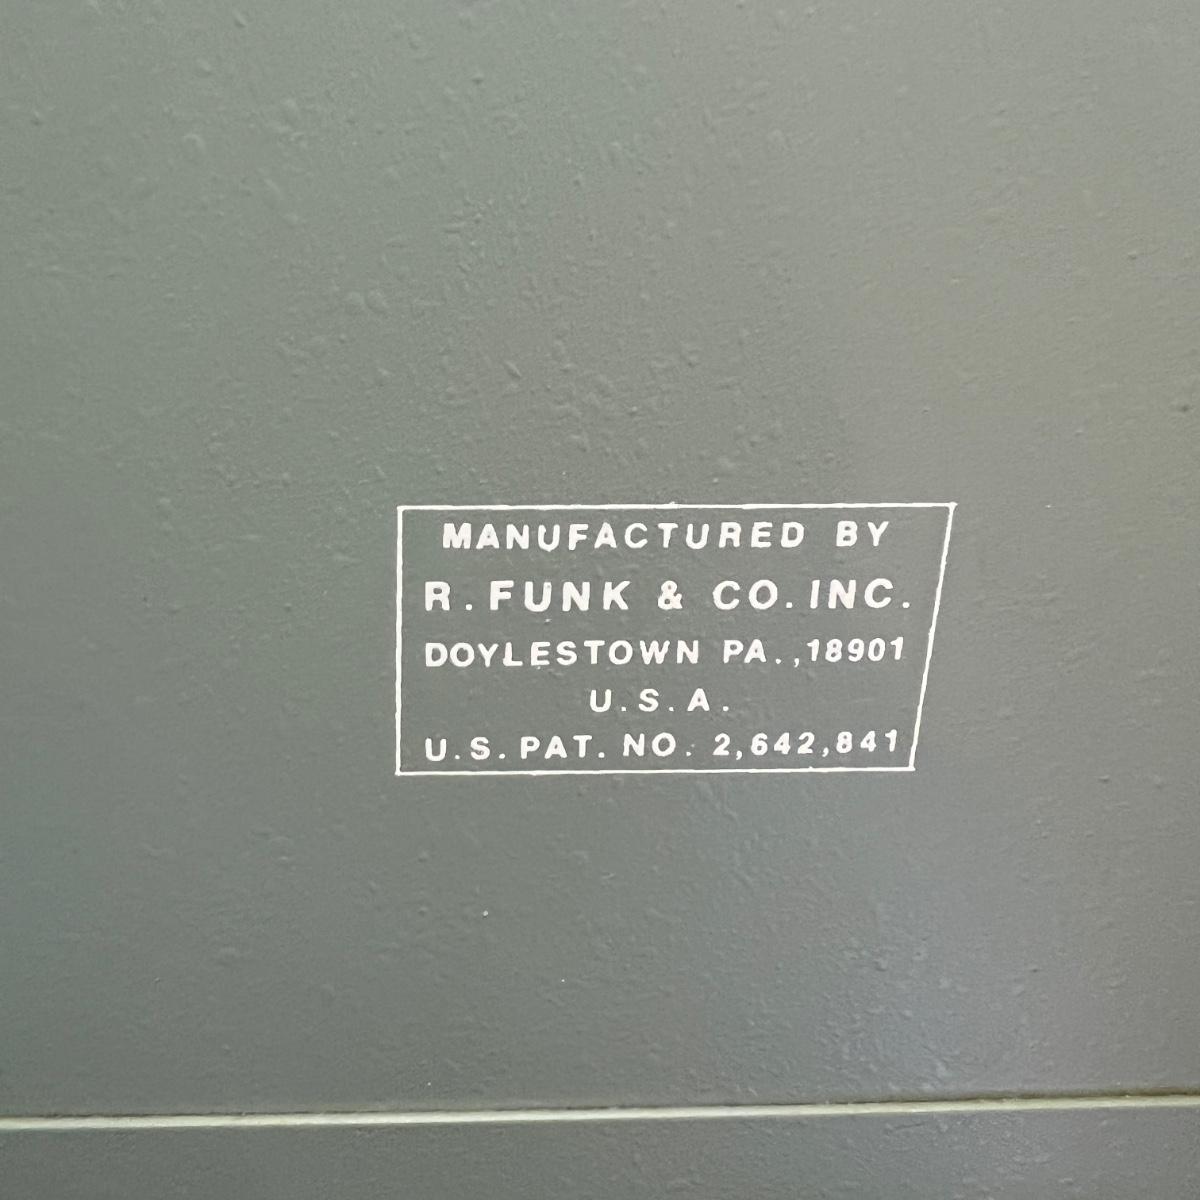 MANUFACTURED BY
R. FUNK & CO. INC.
DOYLESTOWN PA.,18901
U.S.A.
U.S. PAT. NO. 2,642,841